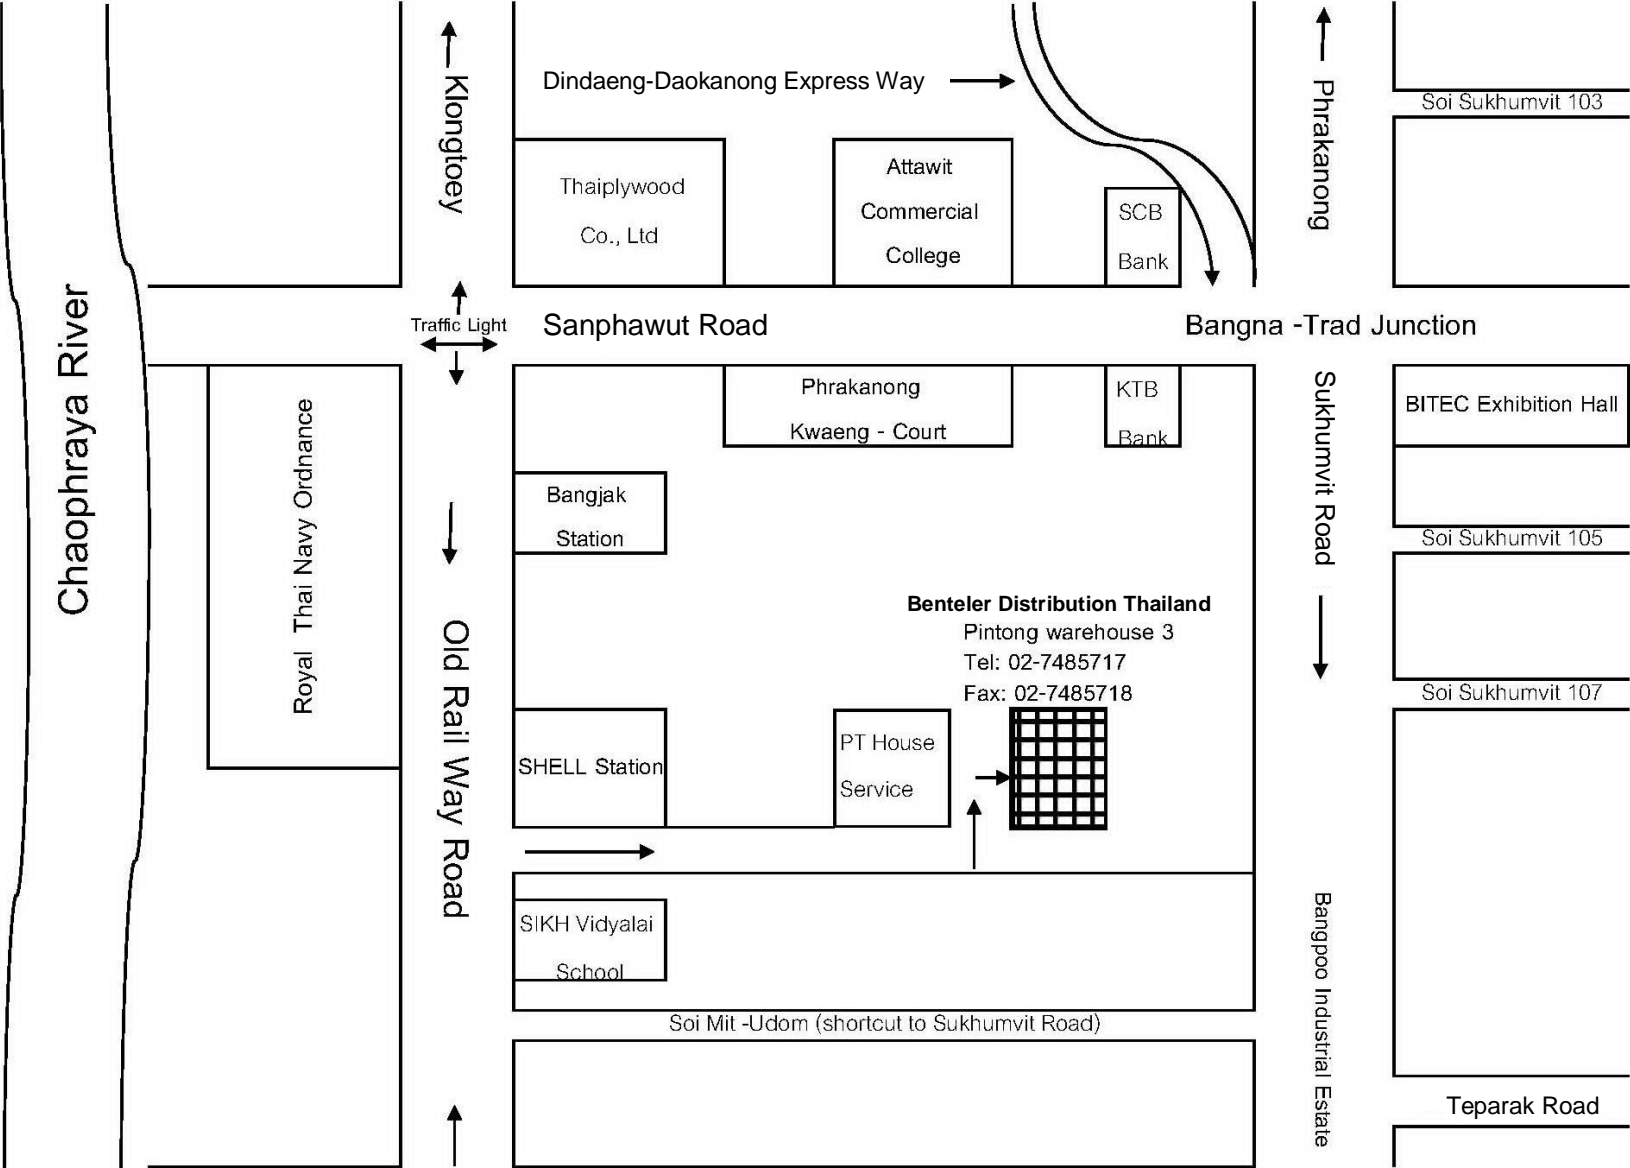 Dindaeng-Daokanong Express Way
Klongtoey
Phrakanong
Soi Sukhumvit 103
Thaiplywood
Co., Ltd
Attawit
Commercial
College
SCB
Bank
Traffic Light
Sanphawut Road
Bangna -Trad Junction
Chaophraya River
Royal Thai Navy Ordnance
Phrakanong
Kwaeng - Court
KTB
Bank
Sukhumvit Road
BITEC Exhibition Hall
Bangjak
Station
Soi Sukhumvit 105
Benteler Distribution Thailand
Pintong warehouse 3
Tel: 02-7485717
Fax: 02-7485718
Old Rail Way Road
Soi Sukhumvit 107
SHELL Station
PT House
Service
SIKH Vidyalai
School
Bangpoo Industrial Estate
Soi Mit -Udom (shortcut to Sukhumvit Road)
Teparak Road